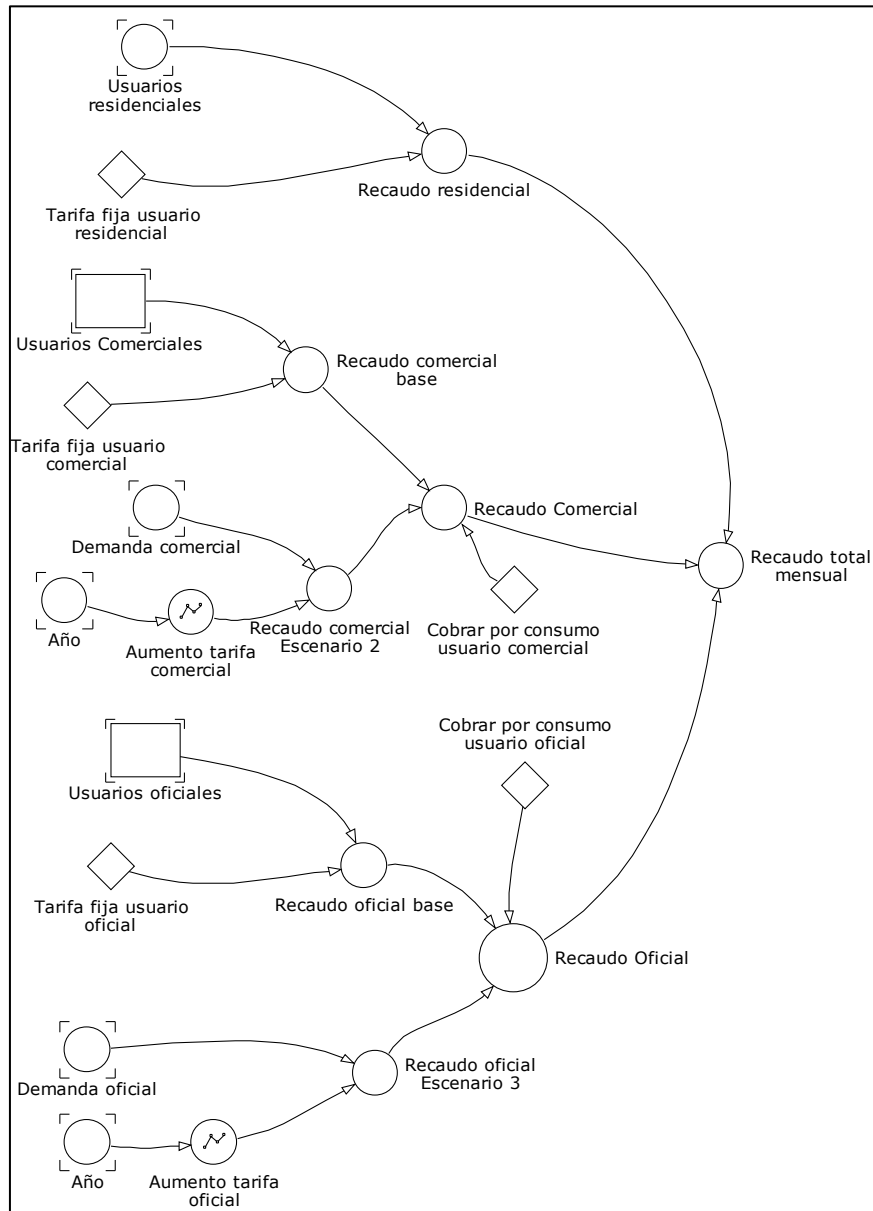 Usuarios
residenciales
Recaudo residencial
Tarifa fija usuario
residencial
Usuarios Comerciales
Recaudo comercial
base
Tarifa fija usuario
comercial
Recaudo Comercial
Demanda comercial
Recaudo total
mensual
Año
Aumento tarifa
comercial
Recaudo comercial
Escenario 2
Cobrar por consumo
usuario comercial
Cobrar por consumo
usuario oficial
Usuarios oficiales
Tarifa fija usuario
oficial
Recaudo oficial base
Recaudo Oficial
Demanda oficial
Recaudo oficial
Escenario 3
Año
Aumento tarifa
oficial